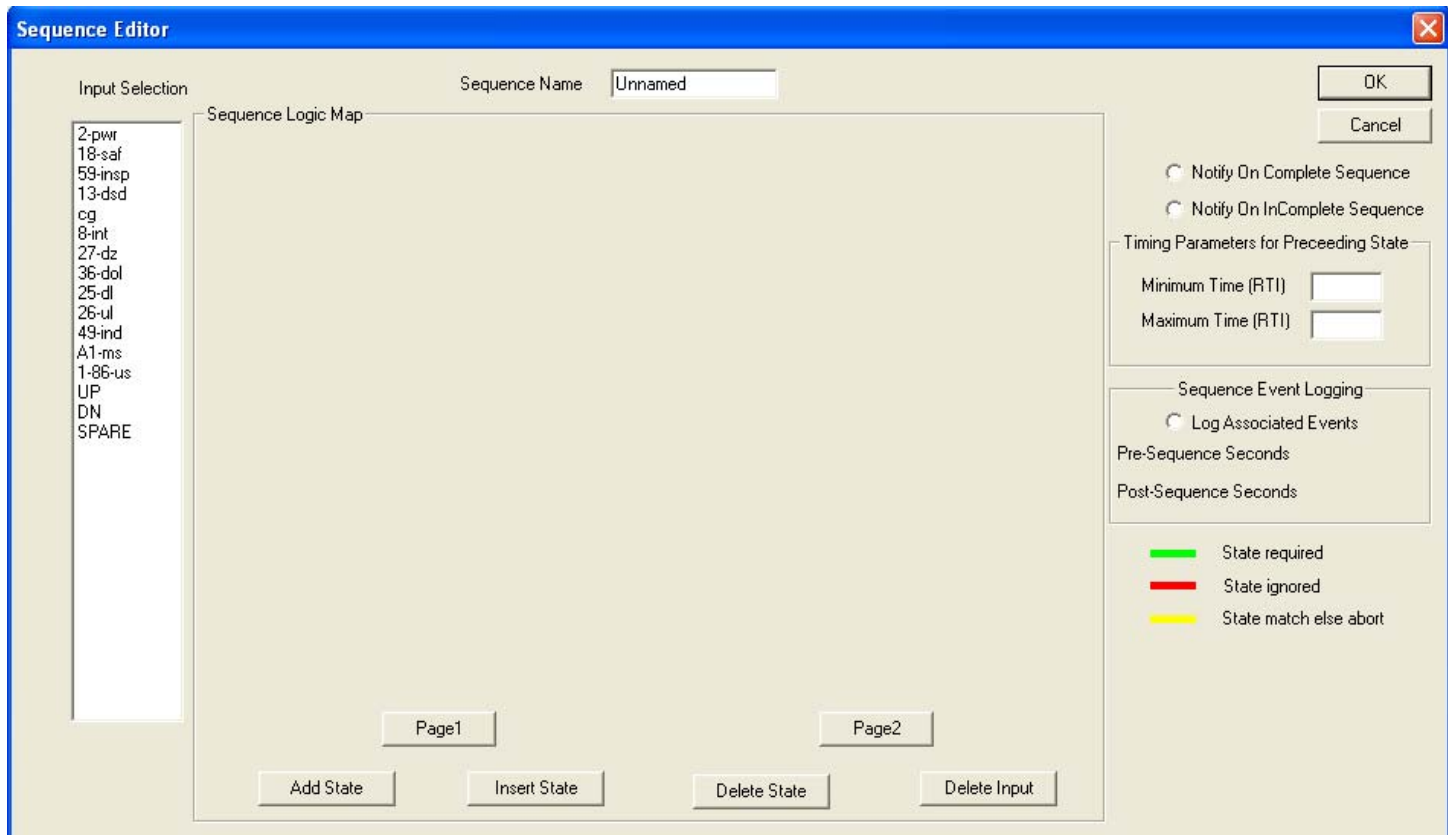 Sequence Editor
Input Selection
Sequence Name Unnamed
OK
Cancel
Sequence Logic Map
2-pwr
18-saf
59-insp
13-dsd
cg
8-int
27-dz
36-dol
25-dl
26-ul
49-ind
A1-ms
1-86-us
UP
DN
SPARE
Notify On Complete Sequence
Notify On InComplete Sequence
Timing Parameters for Preceeding State
Minimum Time (RTI)
Maximum Time (RTI)
Sequence Event Logging
Log Associated Events
Pre-Sequence Seconds
Post-Sequence Seconds
State required
State ignored
State match else abort
Page1
Page2
Add State
Insert State
Delete State
Delete Input